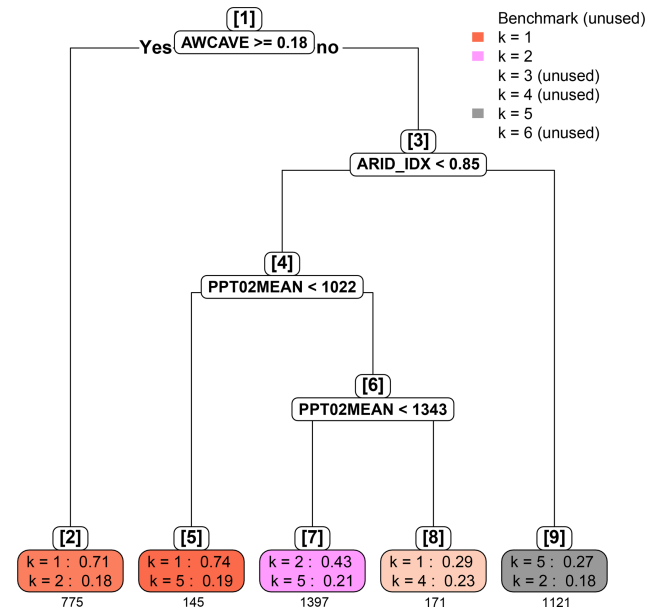 [1]
Yes AWCAVE >= 0.18 no
Benchmark (unused)
k = 1
k = 2
k = 3 (unused)
k = 4 (unused)
k = 5
k = 6 (unused)
[3]
ARID_IDX < 0.85
[4]
PPT02MEAN < 1022
[6]
PPT02MEAN < 1343
[2]
k = 1 : 0.71
k = 2 : 0.18
775
[5]
k = 1 : 0.74
k = 5 : 0.19
145
[7]
k = 2 : 0.43
k = 5 : 0.21
1397
[8]
k = 1 : 0.29
k = 4 : 0.23
171
[9]
k = 5 : 0.27
k = 2 : 0.18
1121